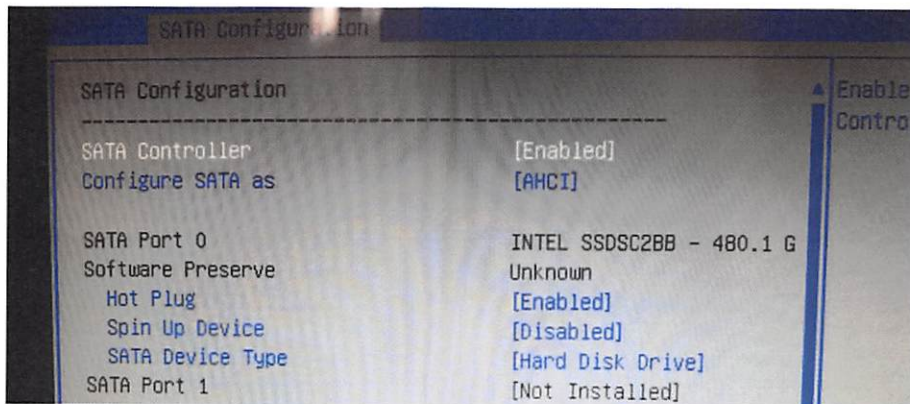 SATA Configuration
SATA Configuration
--------------------------------------------------
SATA Controller [Enabled]
Configure SATA as [AHCI]
SATA Port 0 INTEL SSDSC2BB - 480.1 G
Software Preserve Unknown
Hot Plug [Enabled]
Spin Up Device [Disabled]
SATA Device Type [Hard Disk Drive]
SATA Port 1 [Not Installed]
Enable
Contro